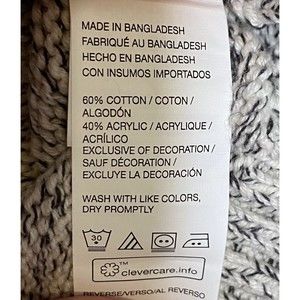 MADE IN BANGLADESH
FABRIQUÉ AU BANGLADESH
HECHO EN BANGLADESH
CON INSUMOS IMPORTADOS
60% COTTON / COTON /
ALGODÓN
40% ACRYLIC / ACRYLIQUE /
ACRÍLICO
EXCLUSIVE OF DECORATION /
SAUF DÉCORATION /
EXCLUYE LA DECORACIÓN
WASH WITH LIKE COLORS,
DRY PROMPTLY
30
™ clevercare.info
REVERSE/VERSO/AL REVERSO